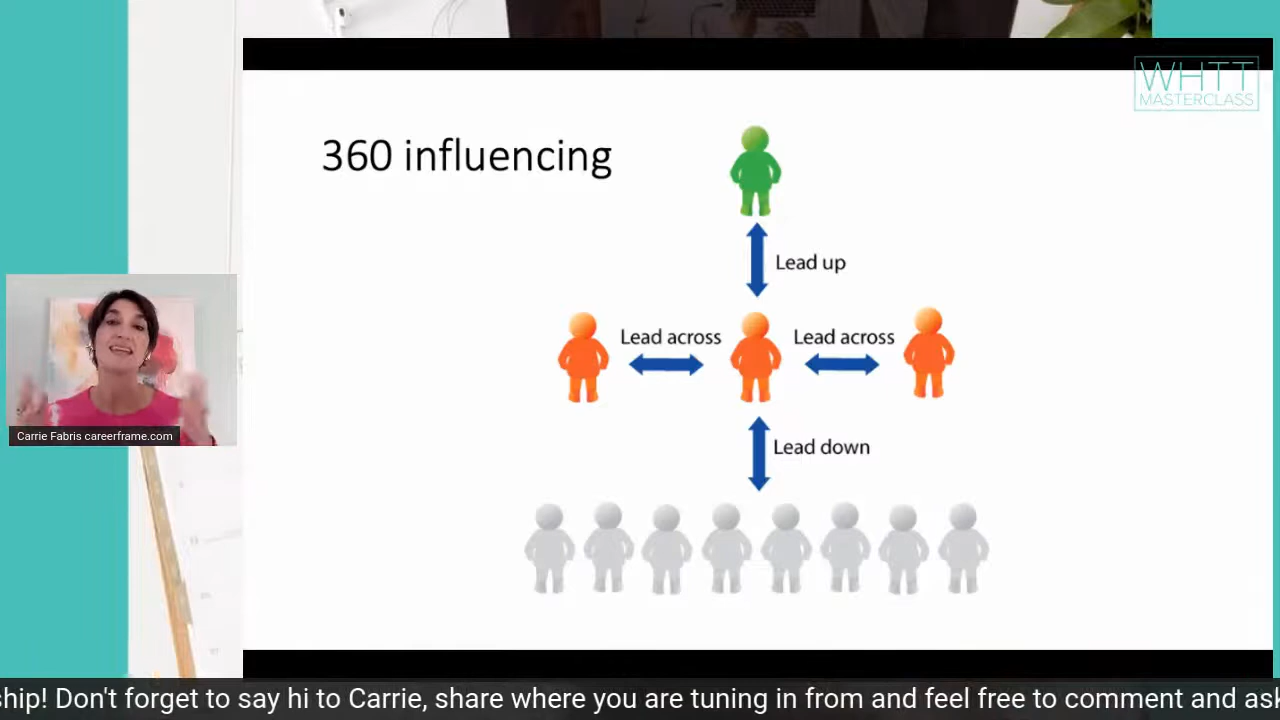 WHTT
MASTERCLASS
360 influencing
Lead up
Lead across
Lead across
Lead down
Carrie Fabris careerframe.com
ship! Don't forget to say hi to Carrie, share where you are tuning in from and feel free to comment and ask